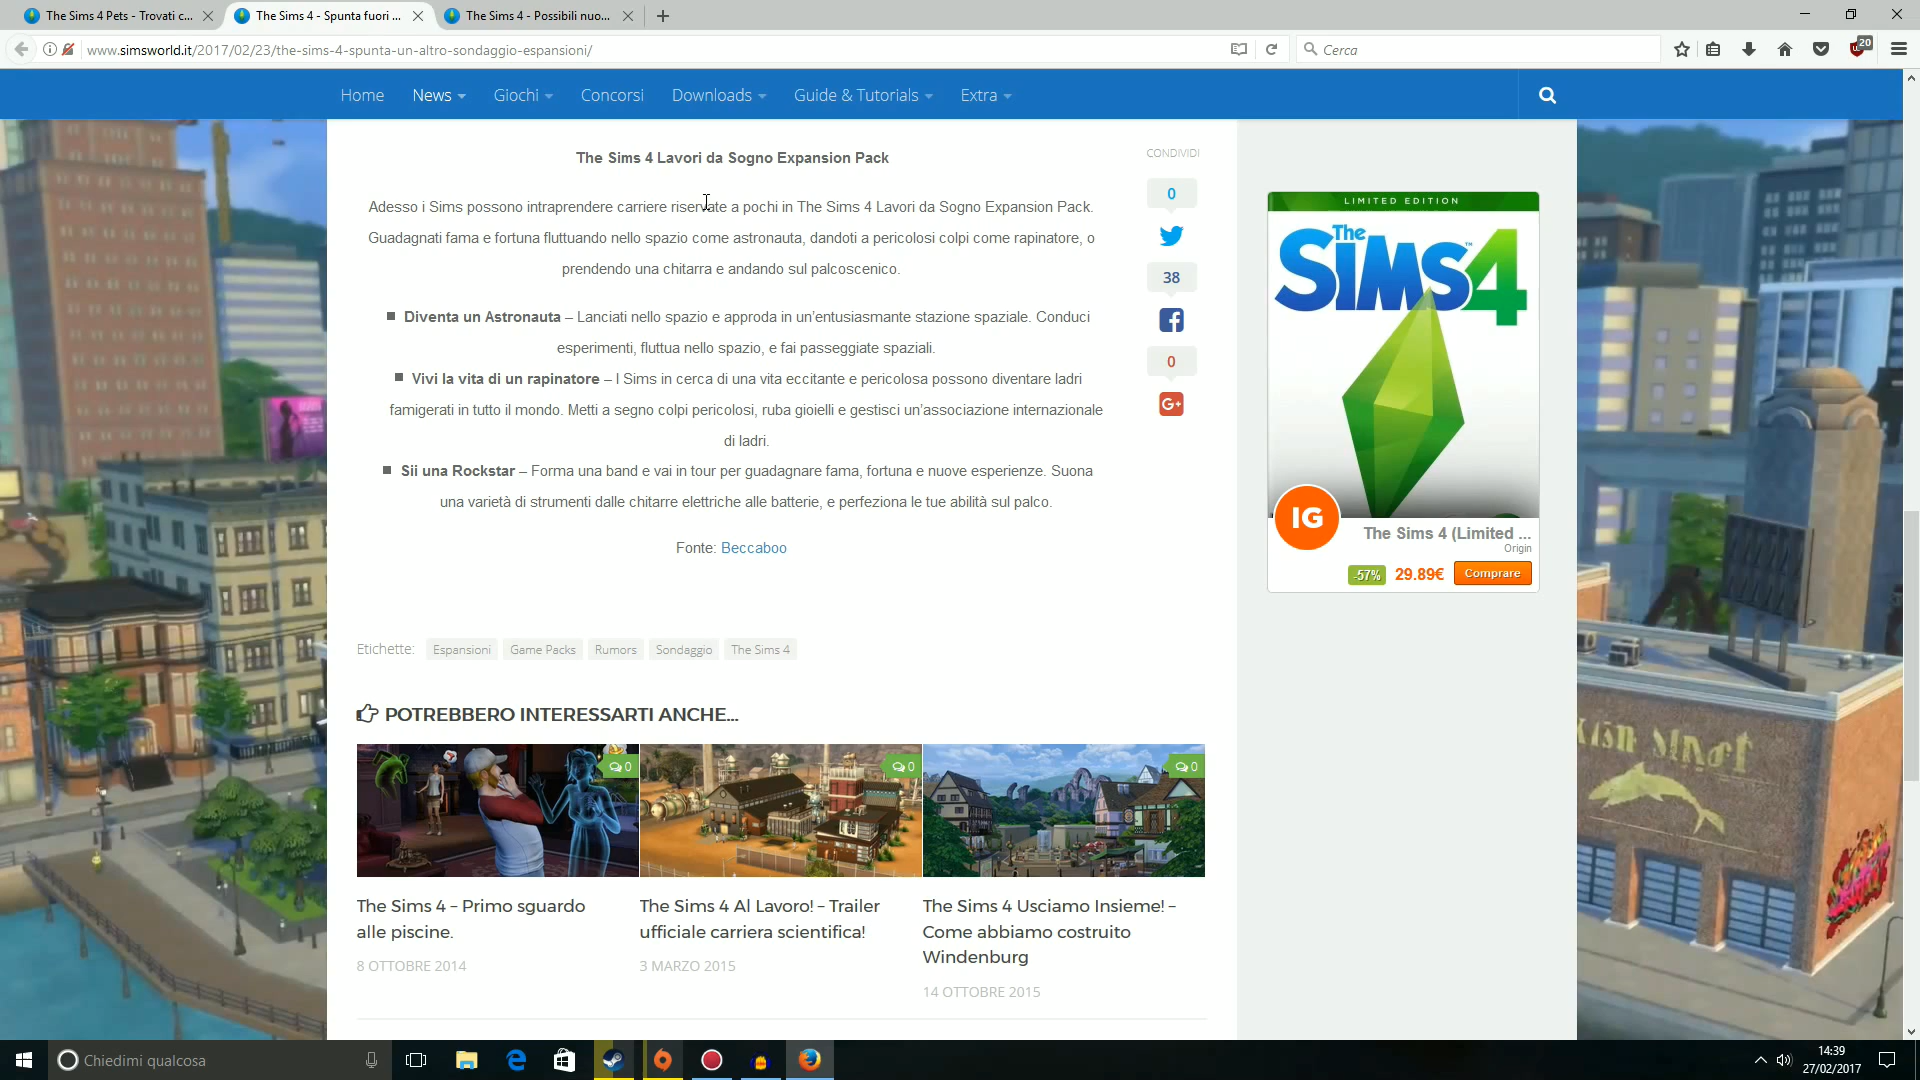 The Sims 4 Pets - Trovati c...
The Sims 4 - Spunta fuori ...
The Sims 4 - Possibili nuo...
www.simsworld.it/2017/02/23/the-sims-4-spunta-un-altro-sondaggio-espansioni/
Cerca
20
Home
News
Giochi
Concorsi
Downloads
Guide & Tutorials
Extra
The Sims 4 Lavori da Sogno Expansion Pack
Adesso i Sims possono intraprendere carriere riservate a pochi in The Sims 4 Lavori da Sogno Expansion Pack.
Guadagnati fama e fortuna fluttuando nello spazio come astronauta, dandoti a pericolosi colpi come rapinatore, o
prendendo una chitarra e andando sul palcoscenico.
Diventa un Astronauta – Lanciati nello spazio e approda in un'entusiasmante stazione spaziale. Conduci
esperimenti, fluttua nello spazio, e fai passeggiate spaziali.
Vivi la vita di un rapinatore – I Sims in cerca di una vita eccitante e pericolosa possono diventare ladri
famigerati in tutto il mondo. Metti a segno colpi pericolosi, ruba gioielli e gestisci un'associazione internazionale
di ladri.
Sii una Rockstar – Forma una band e vai in tour per guadagnare fama, fortuna e nuove esperienze. Suona
una varietà di strumenti dalle chitarre elettriche alle batterie, e perfeziona le tue abilità sul palco.
Fonte: Beccaboo
CONDIVIDI
0
38
0
G+
LIMITED EDITION
The SIMS 4
IG
The Sims 4 (Limited ...
Origin
-57%
29.89€
Comprare
Etichette:
Espansioni
Game Packs
Rumors
Sondaggio
The Sims 4
POTREBBERO INTERESSARTI ANCHE...
0
0
0
The Sims 4 – Primo sguardo
alle piscine.
8 OTTOBRE 2014
The Sims 4 Al Lavoro! – Trailer
ufficiale carriera scientifica!
3 MARZO 2015
The Sims 4 Usciamo Insieme! –
Come abbiamo costruito
Windenburg
14 OTTOBRE 2015
Chiedimi qualcosa
14:39
27/02/2017